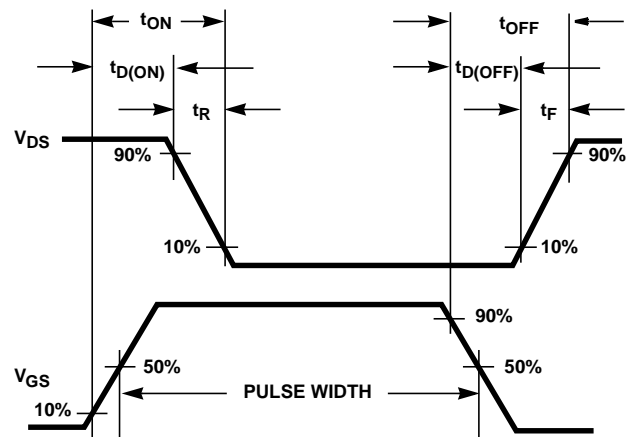 tON
tOFF
tD(ON)
tD(OFF)
tR
tF
VDS
90%
90%
10%
10%
90%
VGS
50%
PULSE WIDTH
50%
10%